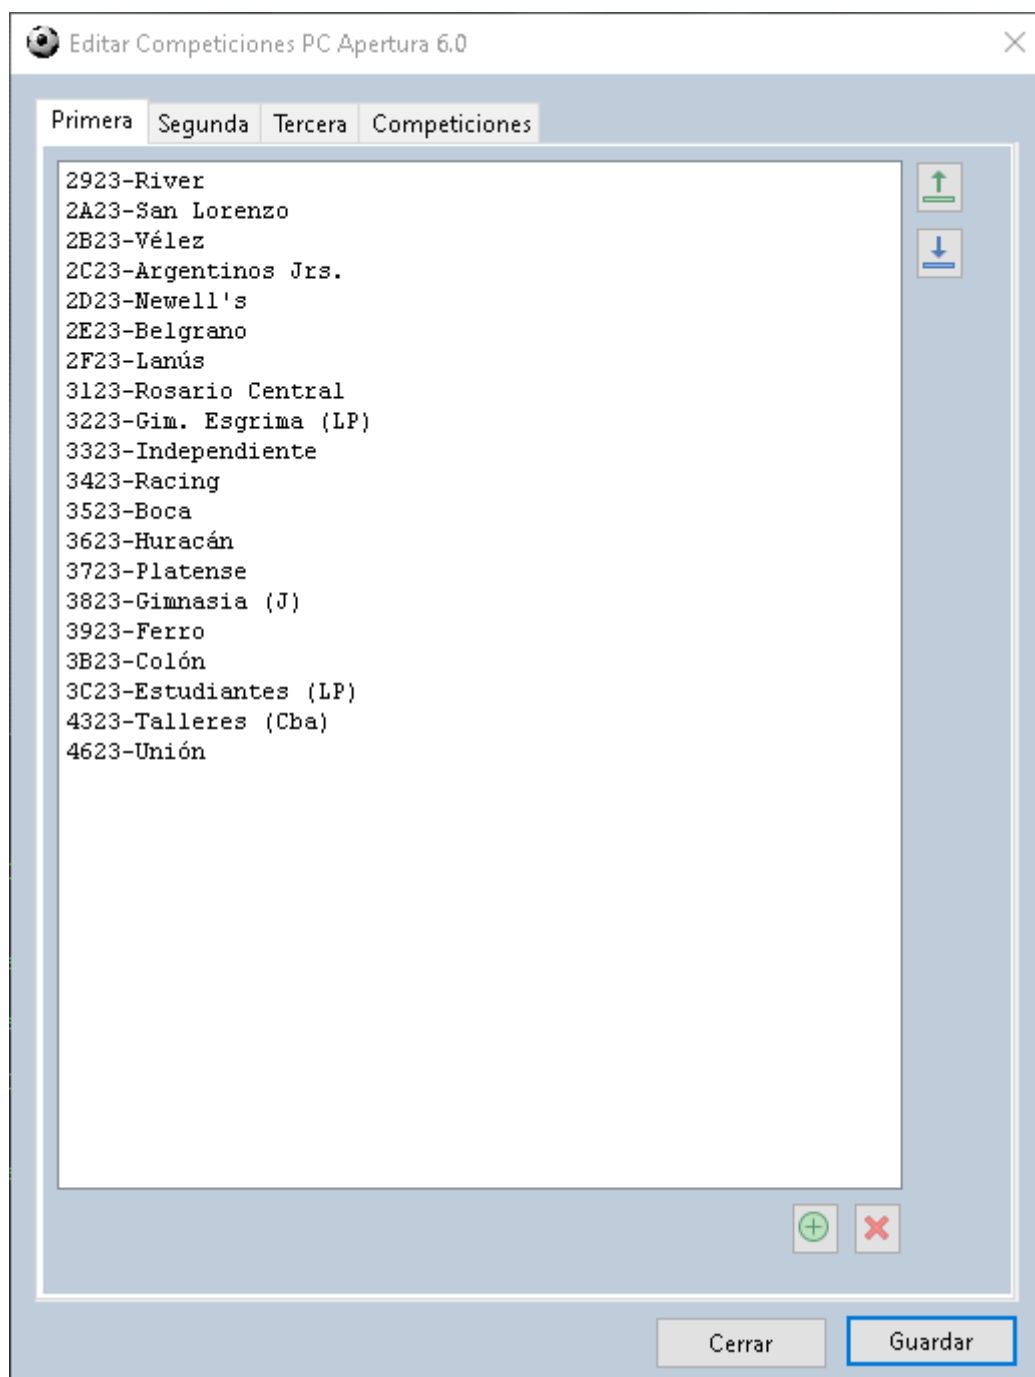 Editar Competiciones PC Apertura 6.0
Primera Segunda Tercera Competiciones
2923-River
2A23-San Lorenzo
2B23-Vélez
2C23-Argentinos Jrs.
2D23-Newell's
2E23-Belgrano
2F23-Lanús
3123-Rosario Central
3223-Gim. Esgrima (LP)
3323-Independiente
3423-Racing
3523-Boca
3623-Huracán
3723-Platense
3823-Gimnasia (J)
3923-Ferro
3B23-Colón
3C23-Estudiantes (LP)
4323-Talleres (Cba)
4623-Unión
Cerrar Guardar